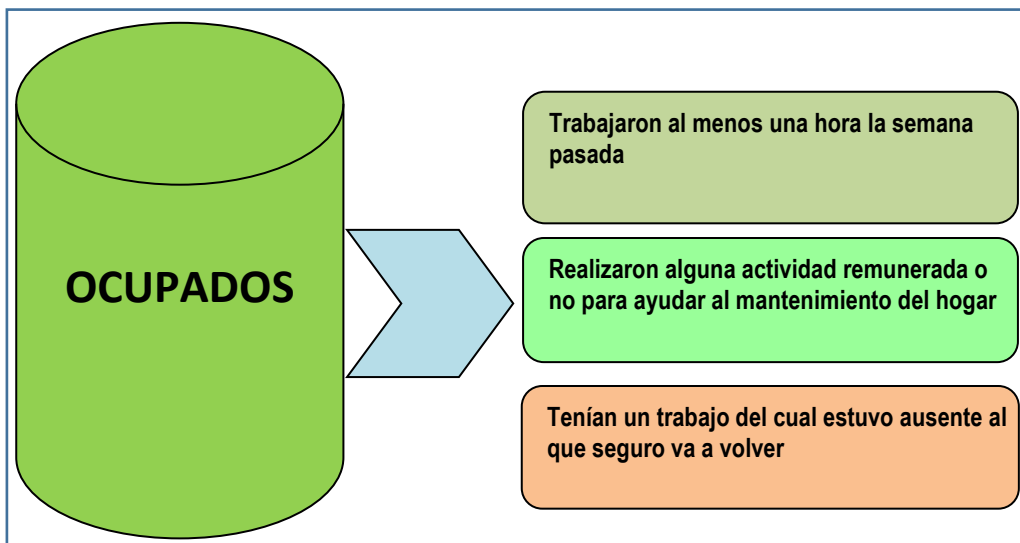 OCUPADOS
Trabajaron al menos una hora la semana
pasada
Realizaron alguna actividad remunerada o
no para ayudar al mantenimiento del hogar
Tenían un trabajo del cual estuvo ausente al
que seguro va a volver